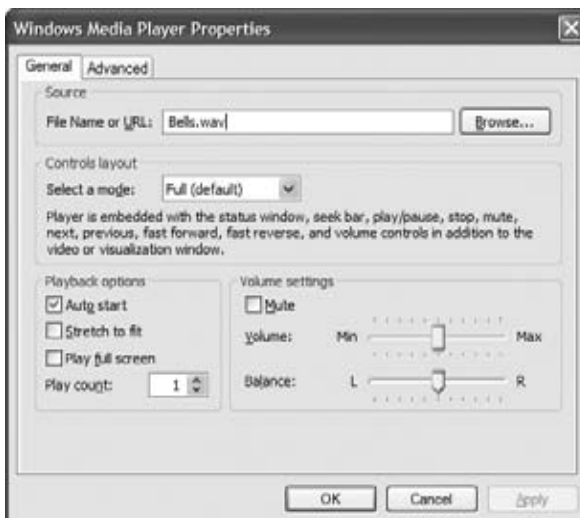 Windows Media Player Properties
General Advanced
Source
File Name or URL: Bells.wav Browse...
Controls layout
Select a mode: Full (default)
Player is embedded with the status window, seek bar, play/pause, stop, mute,
next, previous, fast forward, fast reverse, and volume controls in addition to the
video or visualization window.
Playback options
Auto start
Stretch to fit
Play full screen
Play count: 1
Volume settings
Mute
Volume: Min Max
Balance: L R
OK Cancel Apply